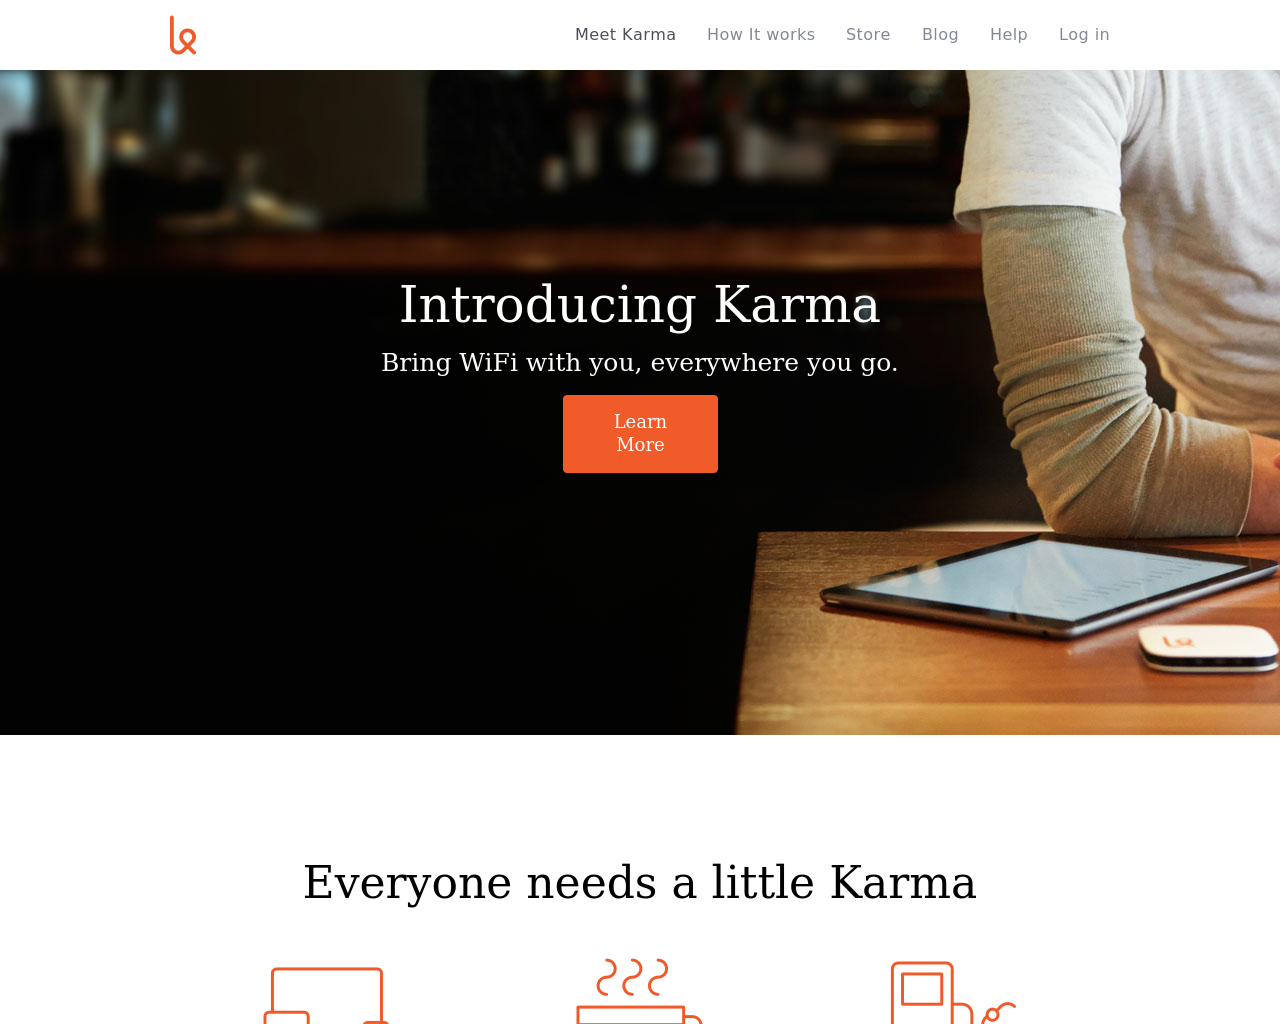 Meet Karma How It works Store Blog Help Log in
Introducing Karma
Bring WiFi with you, everywhere you go.
Learn
More
Everyone needs a little Karma